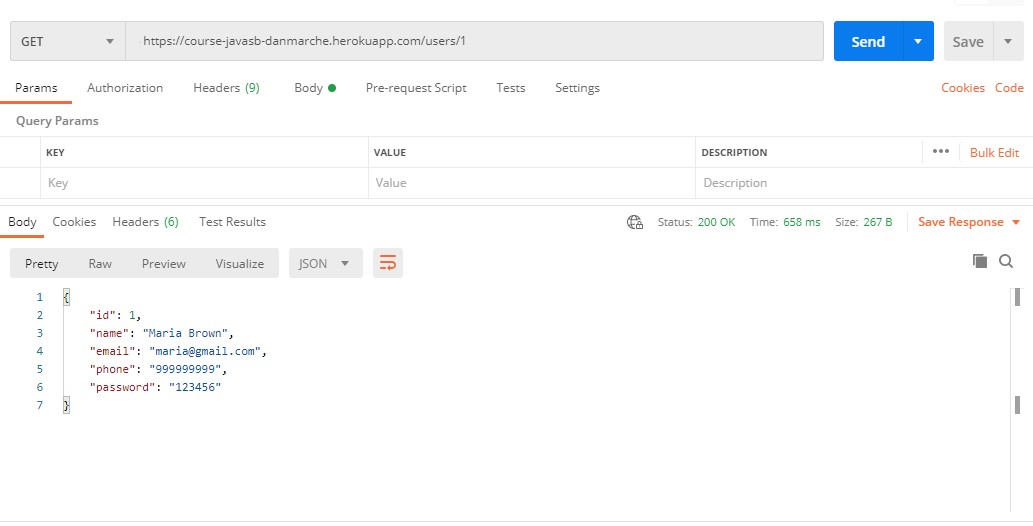 GET https://course-javasb-danmarche.herokuapp.com/users/1 Send Save
Params Authorization Headers (9) Body Pre-request Script Tests Settings Cookies Code
Query Params
KEY VALUE DESCRIPTION ••• Bulk Edit
Key Value Description
Body Cookies Headers (6) Test Results Status: 200 OK Time: 658 ms Size: 267 B Save Response
Pretty Raw Preview Visualize JSON
1 {
2 "id": 1,
3 "name": "Maria Brown",
4 "email": "maria@gmail.com",
5 "phone": "999999999",
6 "password": "123456"
7 }